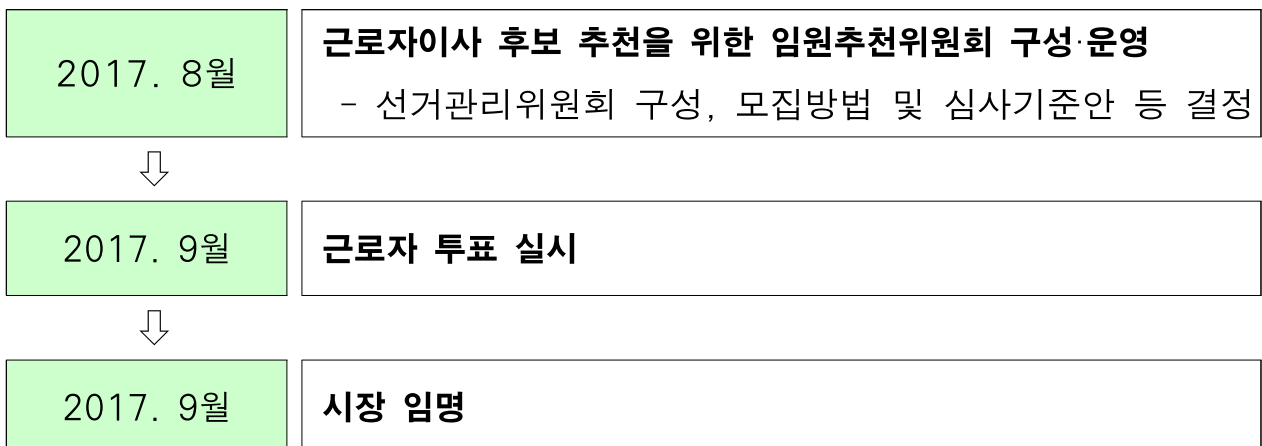 2017. 8월
근로자이사 후보 추천을 위한 임원추천위원회 구성·운영
- 선거관리위원회 구성, 모집방법 및 심사기준안 등 결정
2017. 9월
근로자 투표 실시
2017. 9월
시장 임명